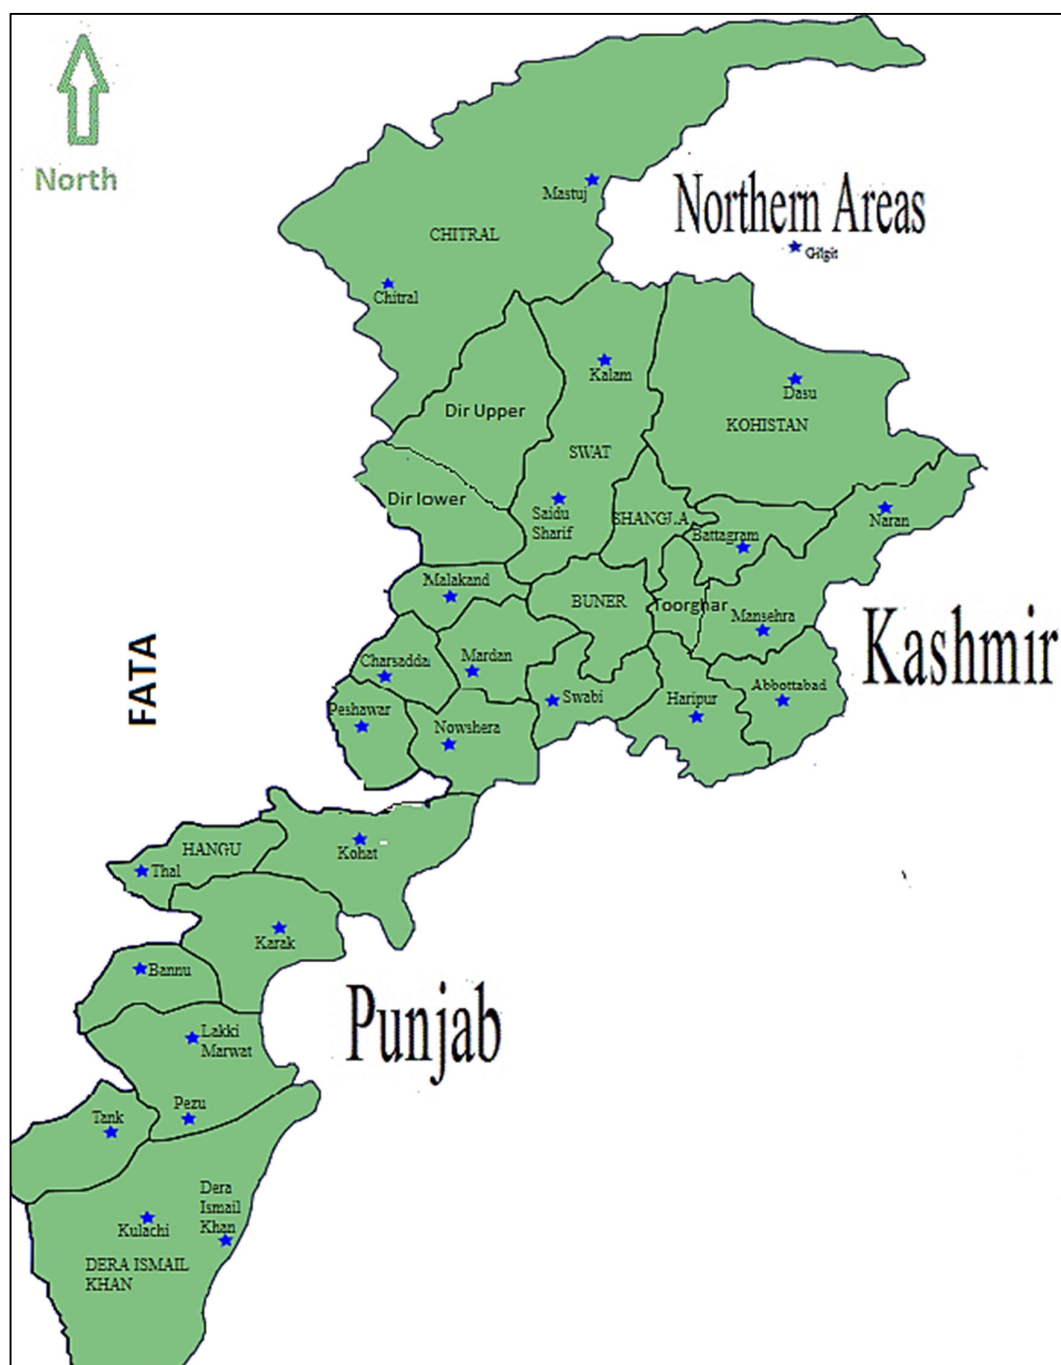 North
Mastuj
Northern Areas
CHITRAL
Gilgit
Chitral
Kalam
Dasu
Dir Upper
KOHISTAN
SWAT
Dir lower
Saidu
Sharif
SHANGLA
Naran
Battagram
Malakand
BUNER
Toorghar
Mansehra
Kashmir
FATA
Charsadda
Mardan
Abbottabad
Swabi
Haripur
Peshawar
Nowshera
HANGU
Kohat
Thal
Karak
Bannu
Punjab
Lakki
Marwat
Pezu
Tank
Dera
Ismail
Khan
Kulachi
DERA ISMAIL
KHAN